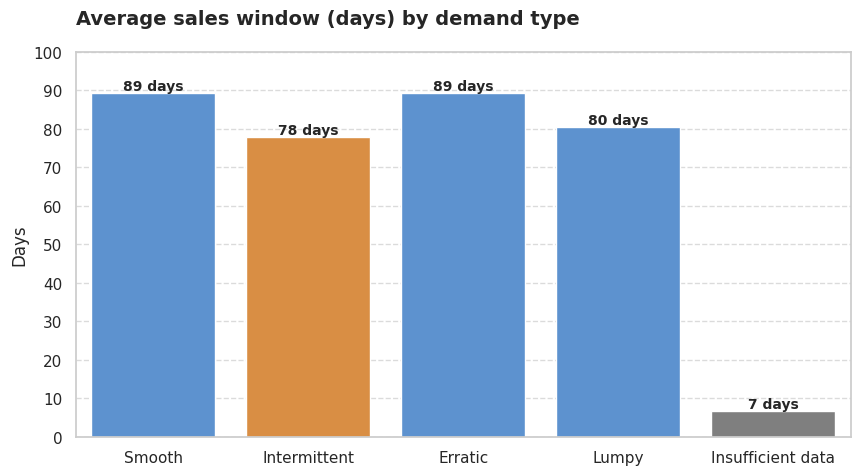 Average sales window (days) by demand type
100
90
80
70
60
50
40
30
20
10
0
Days
89 days
78 days
89 days
80 days
7 days
Smooth
Intermittent
Erratic
Lumpy
Insufficient data